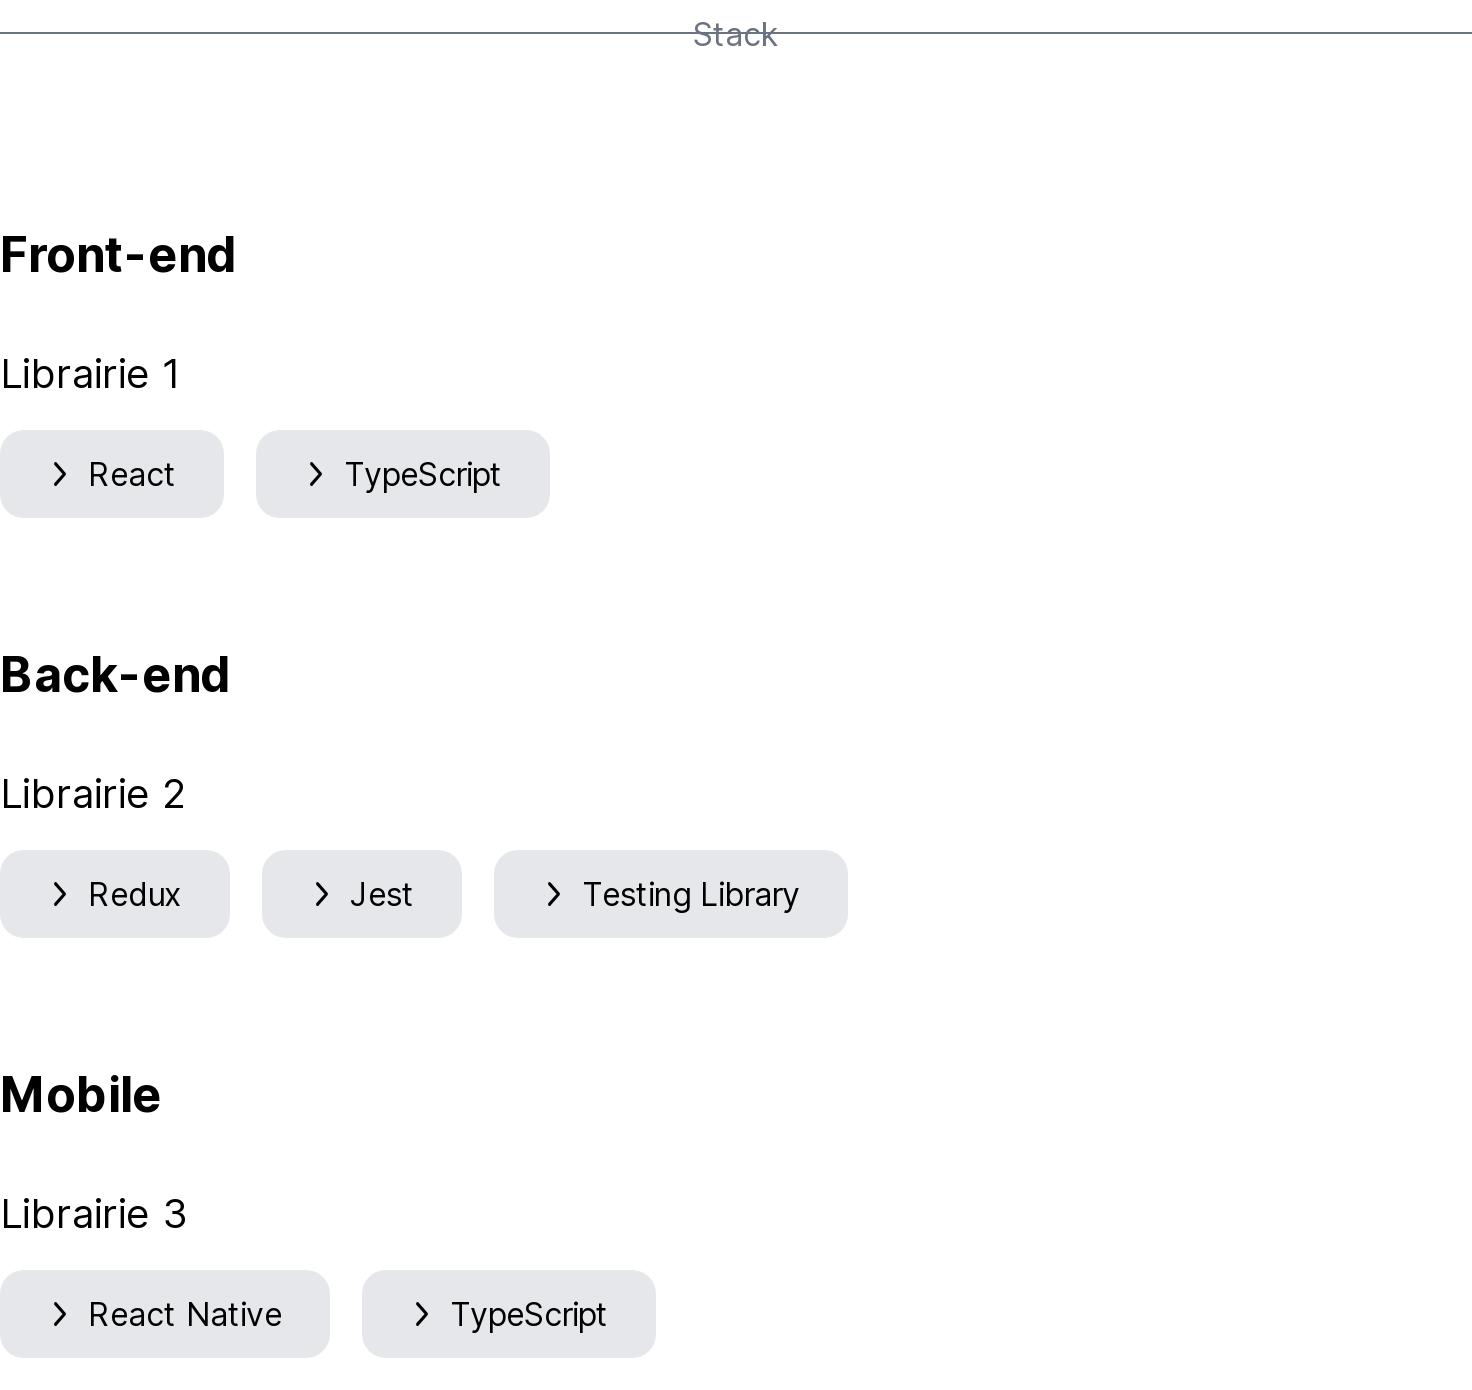 Stack
Front-end
Librairie 1
React
TypeScript
Back-end
Librairie 2
Redux
Jest
Testing Library
Mobile
Librairie 3
React Native
TypeScript